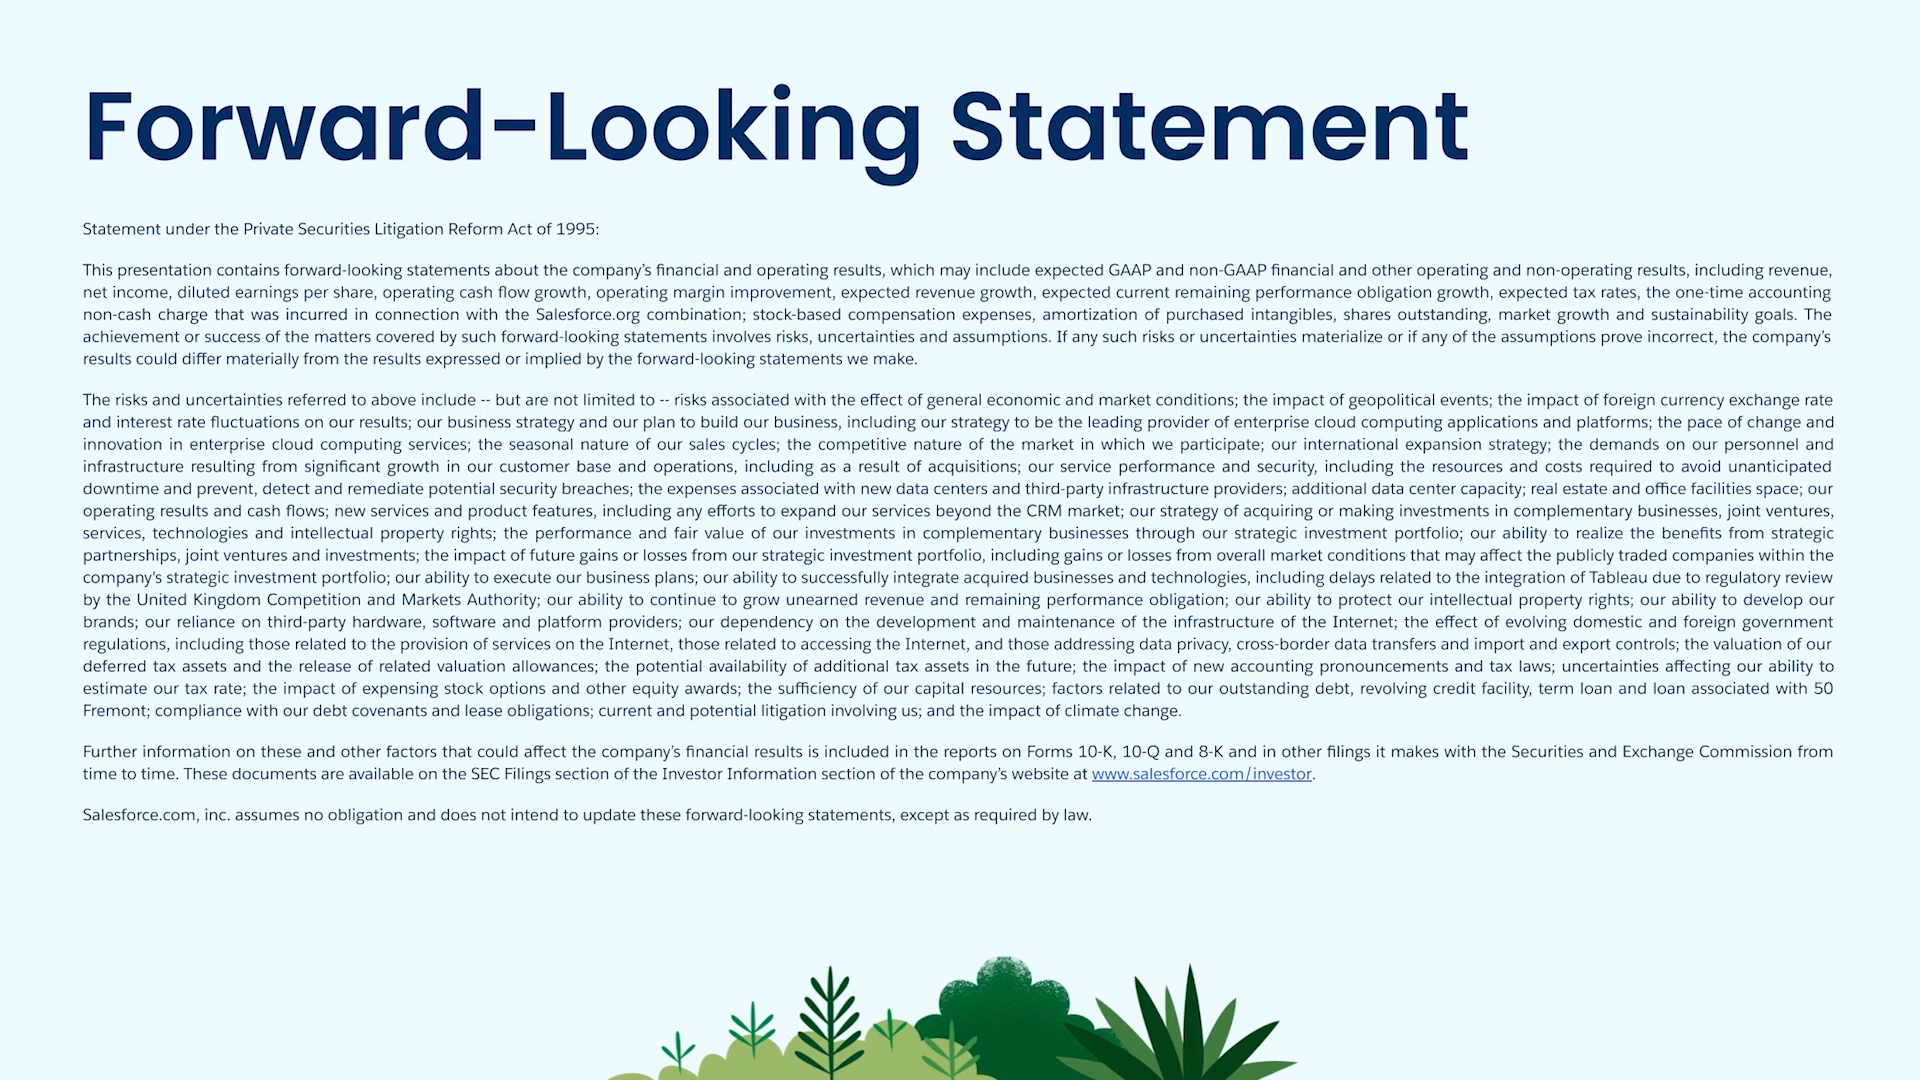 Forward-Looking Statement
Statement under the Private Securities Litigation Reform Act of 1995:
This presentation contains forward-looking statements about the company’s financial and operating results, which may include expected GAAP and non-GAAP financial and other operating and non-operating results, including revenue,
net income, diluted earnings per share, operating cash flow growth, operating margin improvement, expected revenue growth, expected current remaining performance obligation growth, expected tax rates, the one-time accounting
non-cash charge that was incurred in connection with the Salesforce.org combination; stock-based compensation expenses, amortization of purchased intangibles, shares outstanding, market growth and sustainability goals. The
achievement or success of the matters covered by such forward-looking statements involves risks, uncertainties and assumptions. If any such risks or uncertainties materialize or if any of the assumptions prove incorrect, the company’s
results could differ materially from the results expressed or implied by the forward-looking statements we make.
The risks and uncertainties referred to above include -- but are not limited to -- risks associated with the effect of general economic and market conditions; the impact of geopolitical events; the impact of foreign currency exchange rate
and interest rate fluctuations on our results; our business strategy and our plan to build our business, including our strategy to be the leading provider of enterprise cloud computing applications and platforms; the pace of change and
innovation in enterprise cloud computing services; the seasonal nature of our sales cycles; the competitive nature of the market in which we participate; our international expansion strategy; the demands on our personnel and
infrastructure resulting from significant growth in our customer base and operations, including as a result of acquisitions; our service performance and security, including the resources and costs required to avoid unanticipated
downtime and prevent, detect and remediate potential security breaches; the expenses associated with new data centers and third-party infrastructure providers; additional data center capacity; real estate and office facilities space; our
operating results and cash flows; new services and product features, including any efforts to expand our services beyond the CRM market; our strategy of acquiring or making investments in complementary businesses, joint ventures,
services, technologies and intellectual property rights; the performance and fair value of our investments in complementary businesses through our strategic investment portfolio; our ability to realize the benefits from strategic
partnerships, joint ventures and investments; the impact of future gains or losses from our strategic investment portfolio, including gains or losses from overall market conditions that may affect the publicly traded companies within the
company's strategic investment portfolio; our ability to execute our business plans; our ability to successfully integrate acquired businesses and technologies, including delays related to the integration of Tableau due to regulatory review
by the United Kingdom Competition and Markets Authority; our ability to continue to grow unearned revenue and remaining performance obligation; our ability to protect our intellectual property rights; our ability to develop our
brands; our reliance on third-party hardware, software and platform providers; our dependency on the development and maintenance of the infrastructure of the Internet; the effect of evolving domestic and foreign government
regulations, including those related to the provision of services on the Internet, those related to accessing the Internet, and those addressing data privacy, cross-border data transfers and import and export controls; the valuation of our
deferred tax assets and the release of related valuation allowances; the potential availability of additional tax assets in the future; the impact of new accounting pronouncements and tax laws; uncertainties affecting our ability to
estimate our tax rate; the impact of expensing stock options and other equity awards; the sufficiency of our capital resources; factors related to our outstanding debt, revolving credit facility, term loan and loan associated with 50
Fremont; compliance with our debt covenants and lease obligations; current and potential litigation involving us; and the impact of climate change.
Further information on these and other factors that could affect the company’s financial results is included in the reports on Forms 10-K, 10-Q and 8-K and in other filings it makes with the Securities and Exchange Commission from
time to time. These documents are available on the SEC Filings section of the Investor Information section of the company’s website at www.salesforce.com/investor.
Salesforce.com, inc. assumes no obligation and does not intend to update these forward-looking statements, except as required by law.